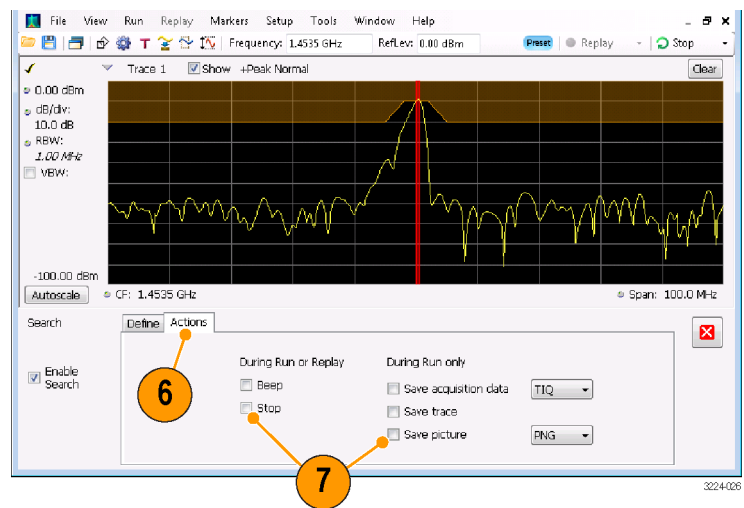 File View Run Replay Markers Setup Tools Window Help
T Frequency: 1.4535 GHz RefLev: 0.00 dBm Preset Replay Stop
Trace 1 Show +Peak Normal Clear
0.00 dBm
dB/div:
10.0 dB
RBW:
1.00 MHz
VBW:
-100.00 dBm
Autoscale CF: 1.4535 GHz Span: 100.0 MHz
Search Define Actions
During Run or Replay During Run only
Enable
Search
Beep Save acquisition data TIQ
Stop Save trace
Save picture PNG
6
7
3224-026